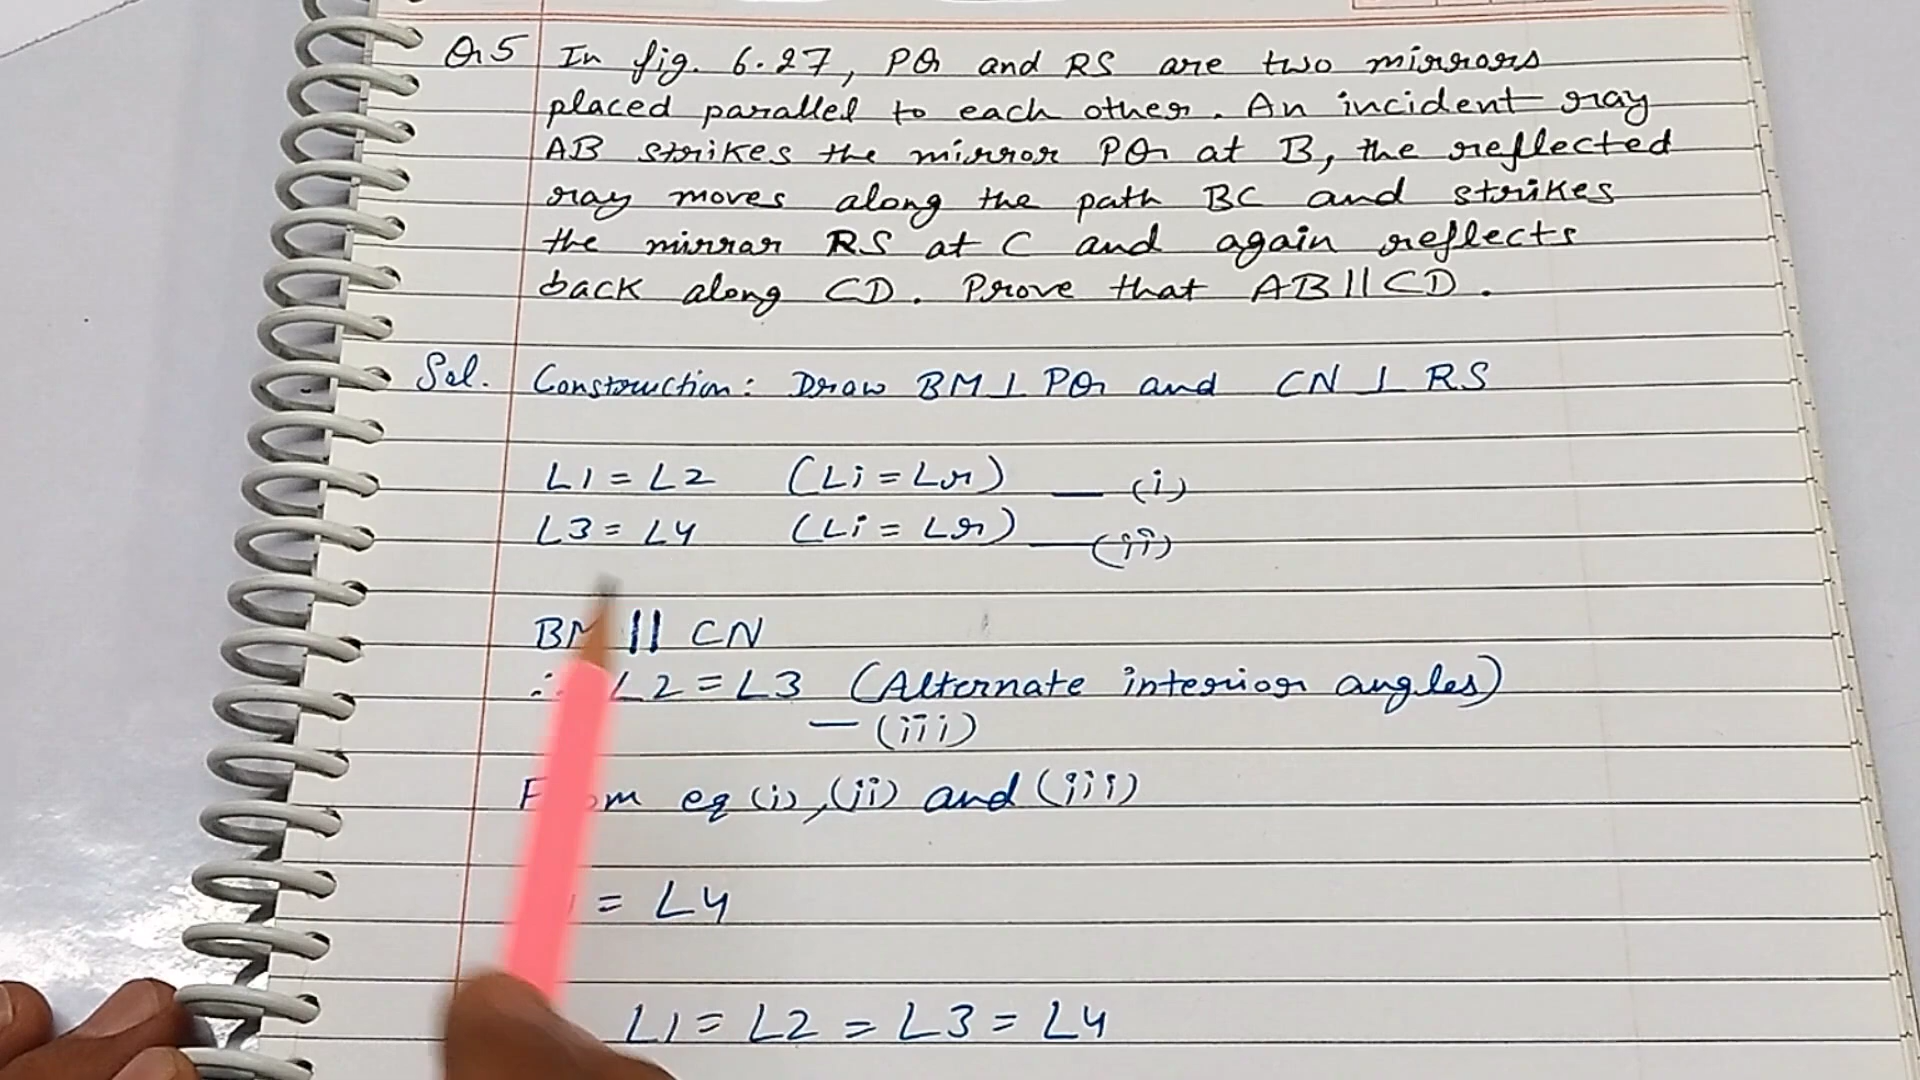 Q.5 In fig. 6.27, PQ and RS are two mirrors
placed parallel to each other. An incident ray
AB strikes the mirror PQ at B, the reflected
ray moves along the path BC and strikes
the mirrar RS at C and again reflects
back along CD. Prove that AB||CD.
Sol. Construction: Draw BM⊥PQ and CN⊥RS
∠1=∠2 (∠i=∠r) — (i)
∠3=∠4 (∠i=∠r) — (ii)
BM || CN
∴ ∠2=∠3 (Alternate interior angles)
— (iii)
From eq (i),(ii) and (iii)
= ∠4
∠1=∠2=∠3=∠4